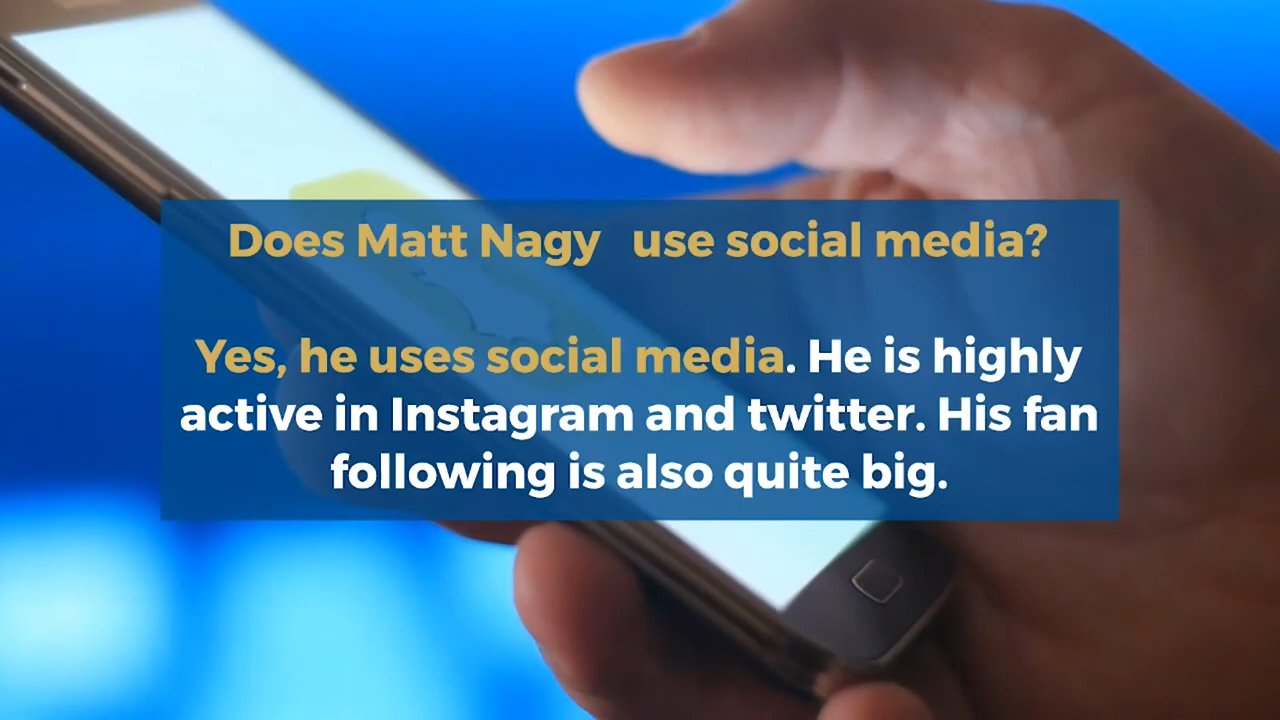 Does Matt Nagy use social media?
Yes, he uses social media. He is highly
active in Instagram and twitter. His fan
following is also quite big.